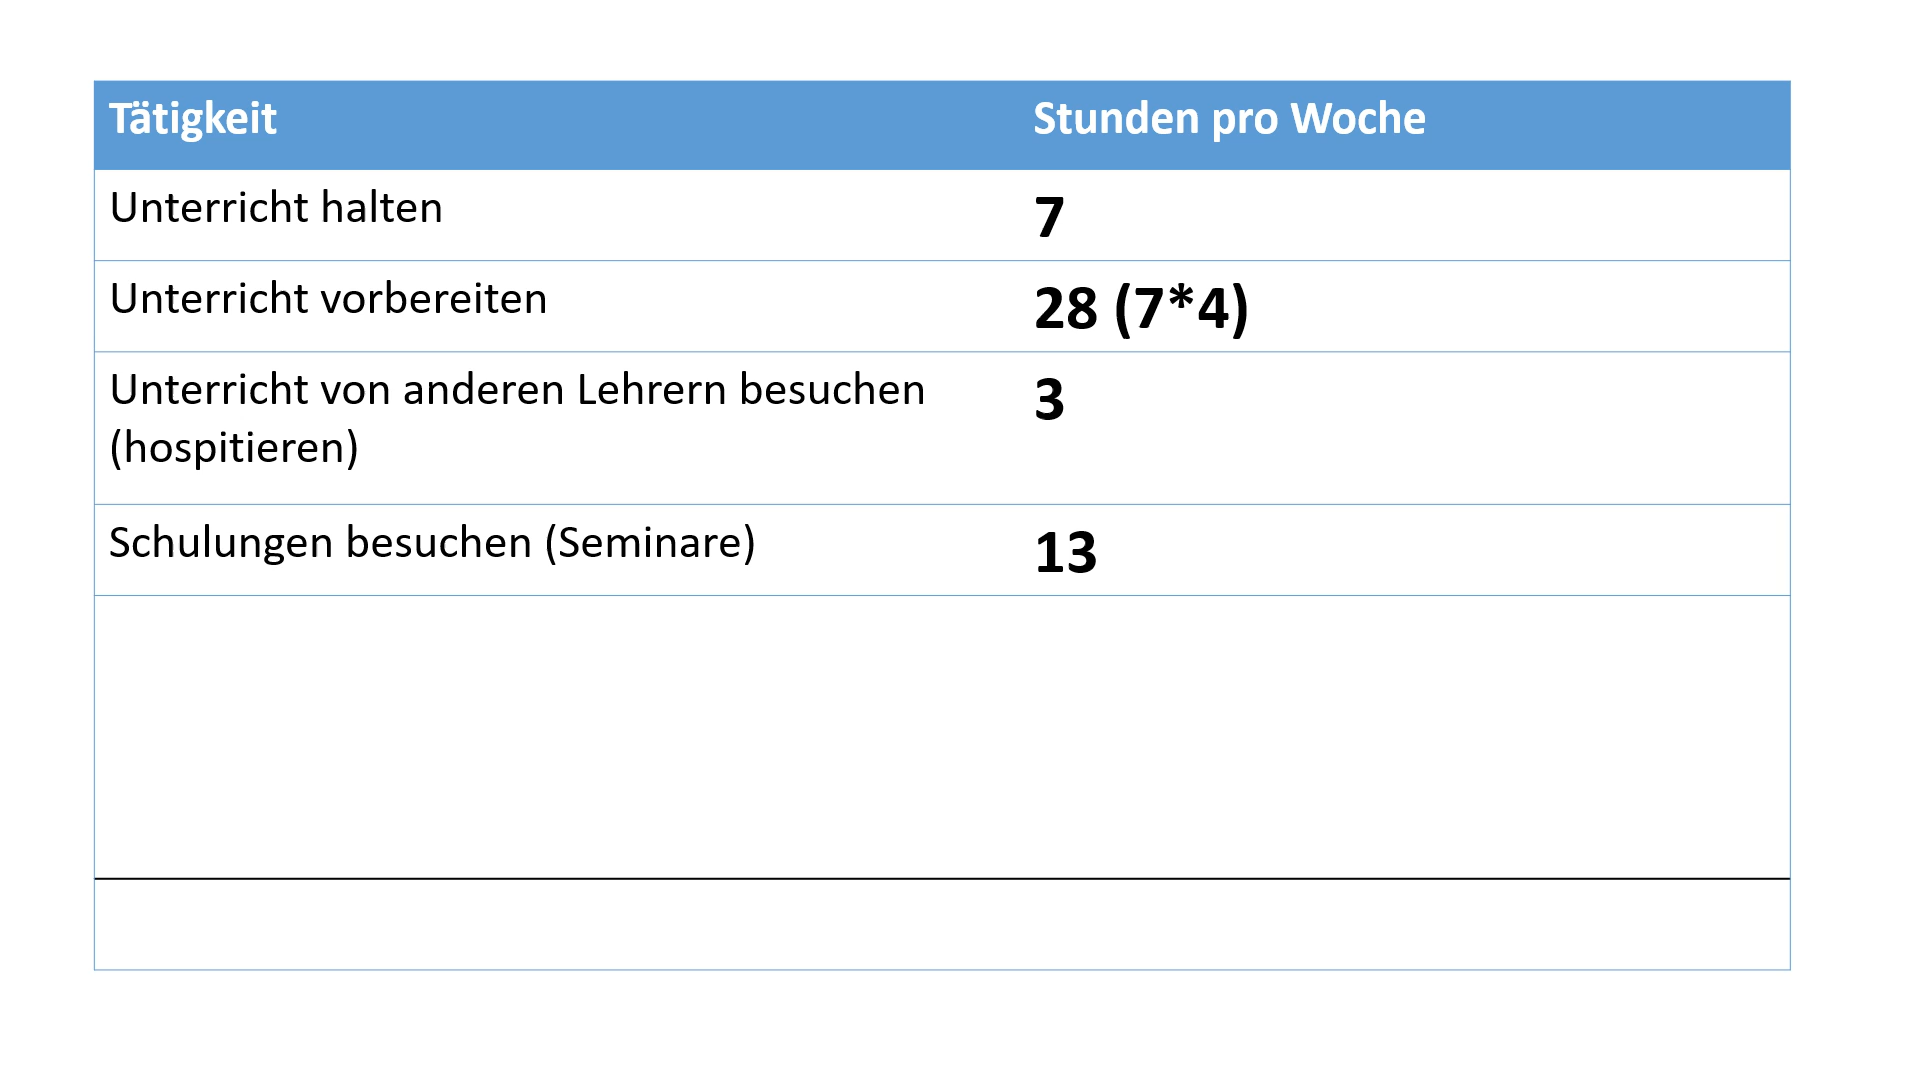 Tätigkeit Stunden pro Woche
Unterricht halten 7
Unterricht vorbereiten 28 (7*4)
Unterricht von anderen Lehrern besuchen 3
(hospitieren)
Schulungen besuchen (Seminare) 13